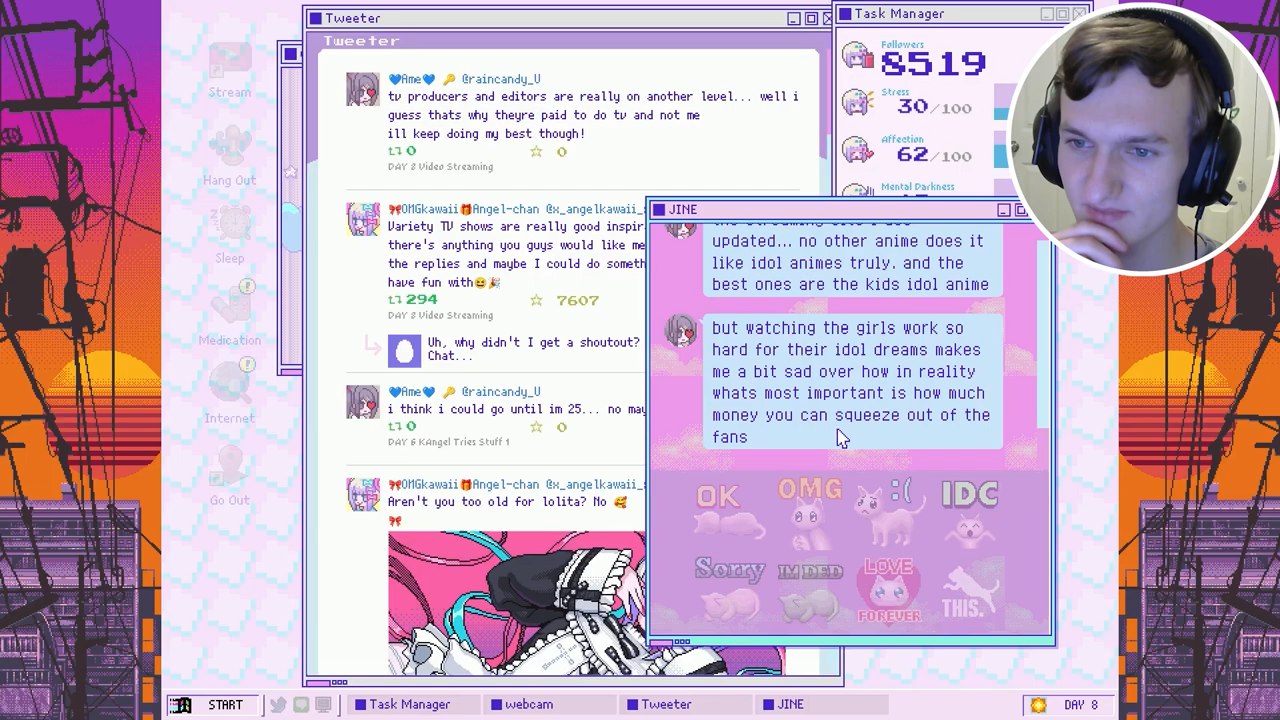 Tweeter
Tweeter
Ame @raincandy_U
tv producers and editors are really on another level... well i
guess thats why theyre paid to do tv and not me
ill keep doing my best though!
0 0
DAY 8 Video Streaming
OMGkawaii Angel-chan @x_angelkawaii_
Variety TV shows are really good inspir
there's anything you guys would like me
the replies and maybe I could do someth
have fun with
294 7607
DAY 8 Video Streaming
Uh, why didn't I get a shoutout?
Chat...
Ame @raincandy_U
i think i could go until im 25... no may
0 0
DAY 6 KAngel Tries Stuff 1
OMGkawaii Angel-chan @x_angelkawaii_
Aren't you too old for lolita? No
Stream
Hang Out
Sleep
Medication
Internet
Go Out
Task Manager
Followers
8519
Stress
30/100
Affection
62/100
Mental Darkness
JINE
updated... no other anime does it
like idol animes truly. and the
best ones are the kids idol anime
but watching the girls work so
hard for their idol dreams makes
me a bit sad over how in reality
whats most important is how much
money you can squeeze out of the
fans
OK
OMG
:(
IDC
Sorry
LOVE
FOREVER
THIS.
START
Task Manager
webcam
Tweeter
JINE
DAY 8